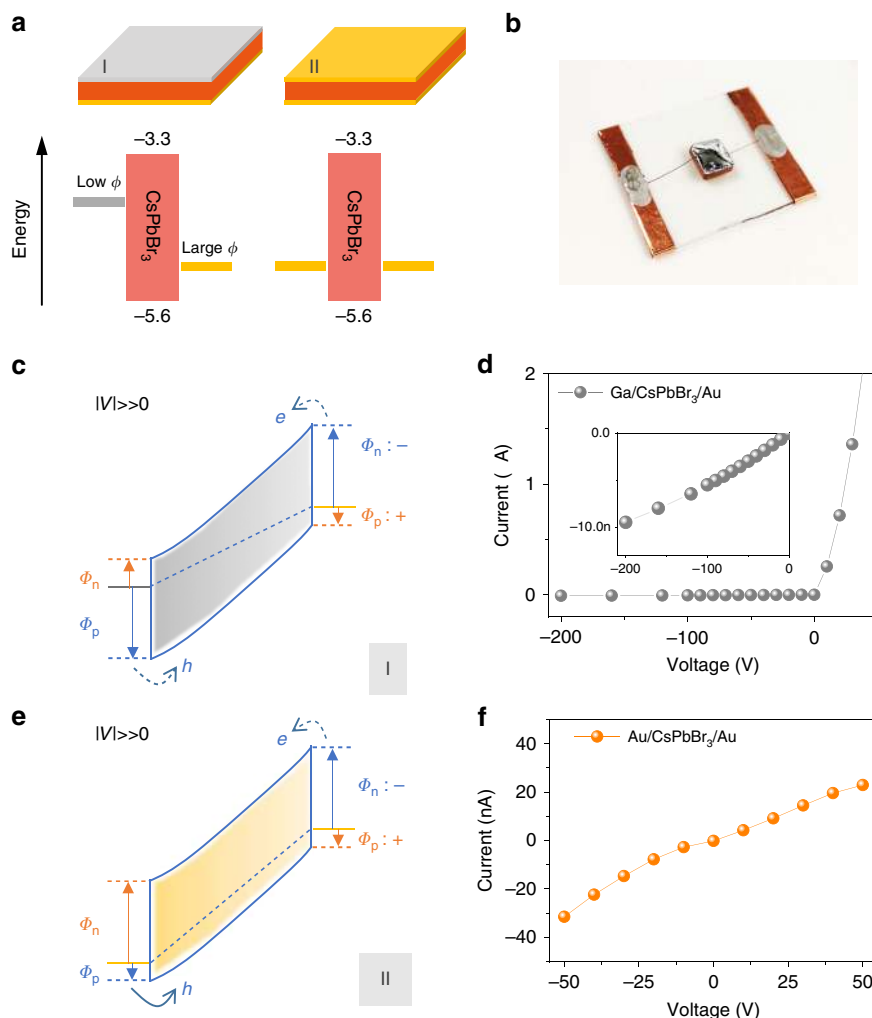 a
I
II
−3.3
−3.3
Energy
Low ϕ
CsPbBr₃
Large ϕ
CsPbBr₃
−5.6
−5.6
b
c
|V|>>0
e
Φn : −
Φp : +
Φn
Φp
h
I
d
2
Ga/CsPbBr₃/Au
Current ( A)
0.0
1
−10.0n
−200
−100
0
0
−200
−100
0
Voltage (V)
e
|V|>>0
e
Φn : −
Φp : +
Φn
Φp
h
II
f
40
Au/CsPbBr₃/Au
20
Current (nA)
0
−20
−40
−50
−25
0
25
50
Voltage (V)